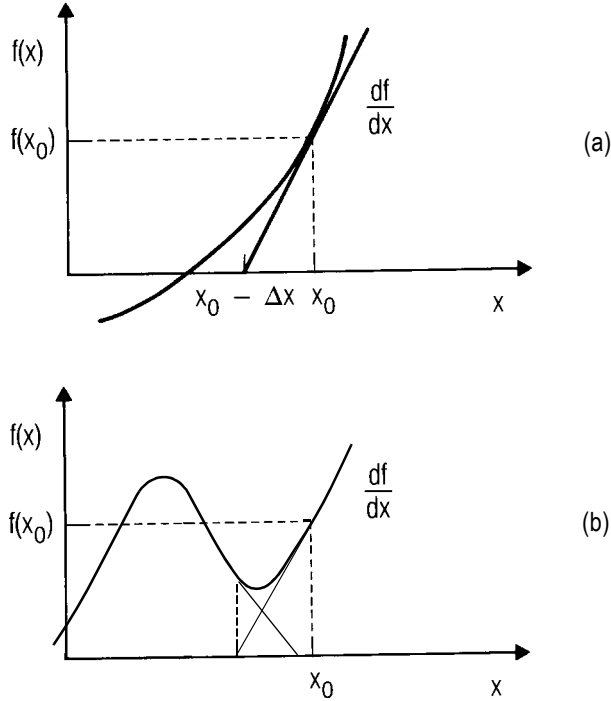 f(x)
df
dx
f(x₀)
(a)
x₀ − Δx x₀ x
f(x)
df
dx
f(x₀)
(b)
x₀ x